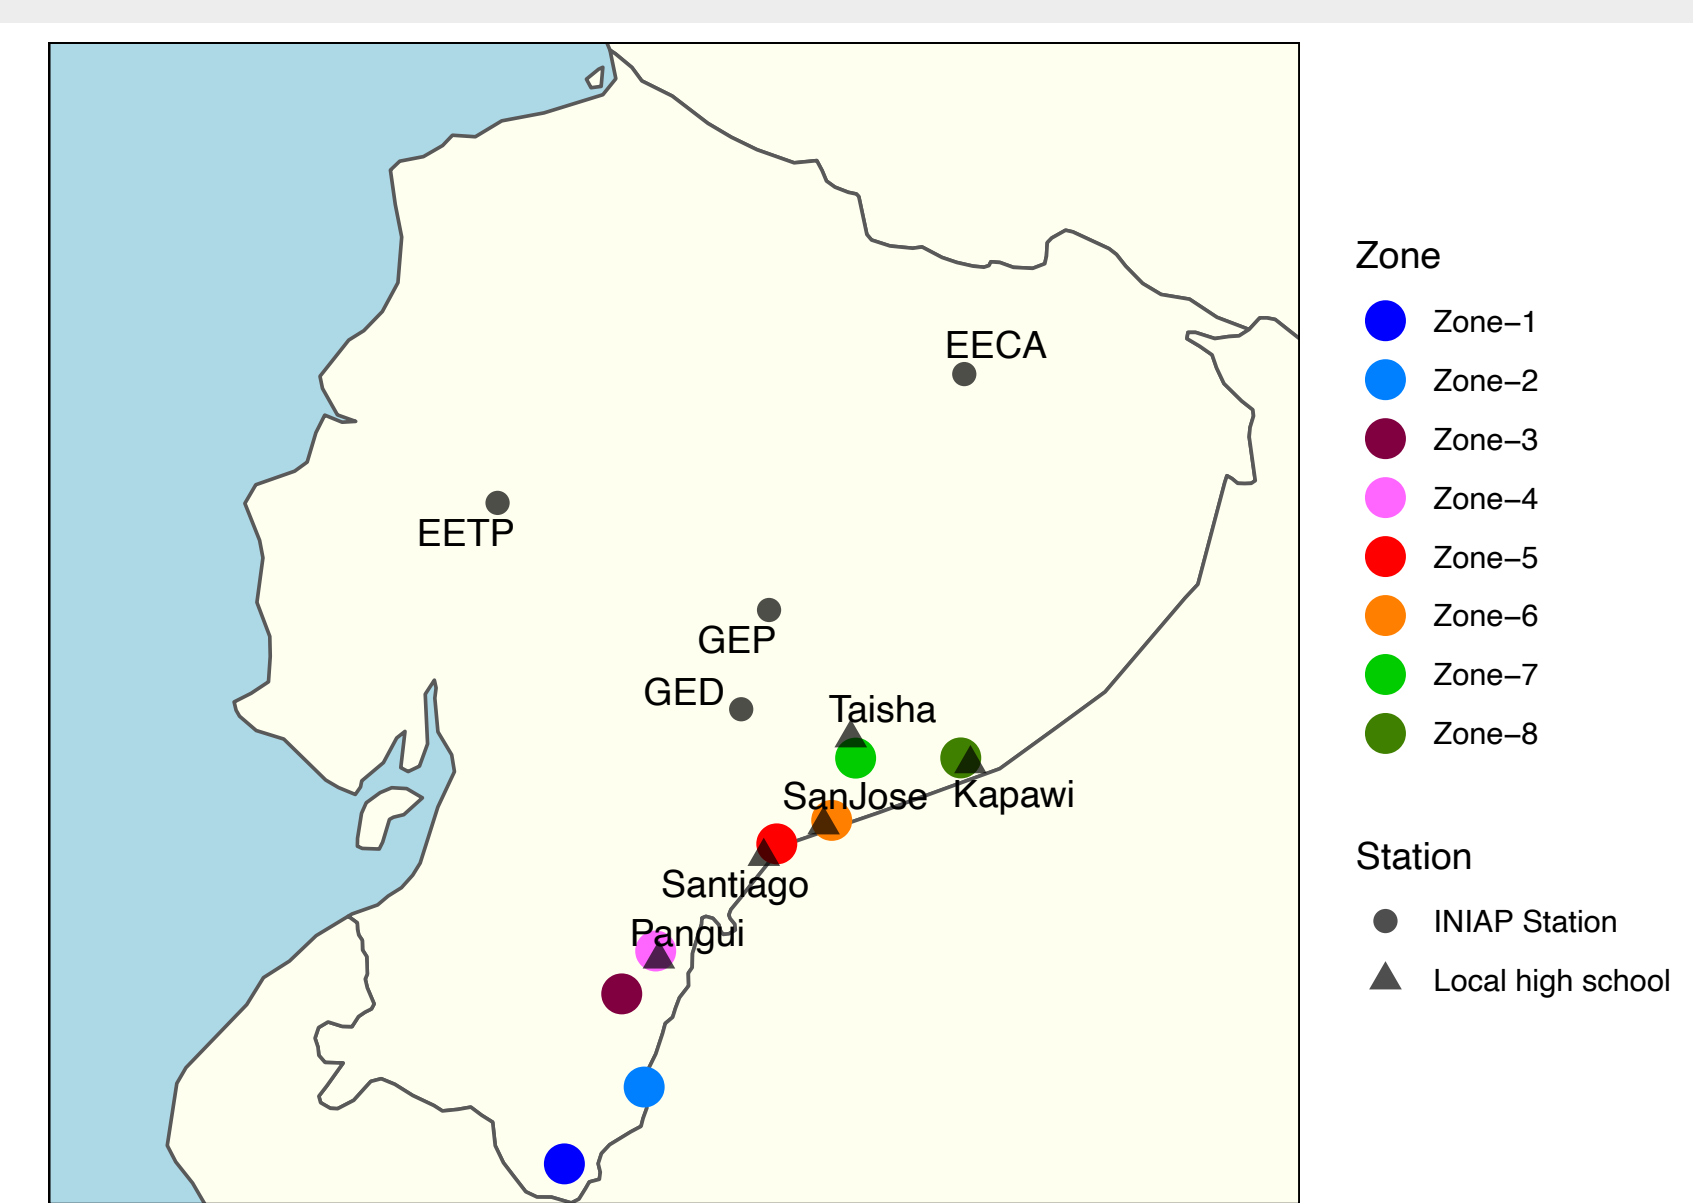 EECA
EETP
GEP
GED
Taisha
SanJose
Kapawi
Santiago
Pangui
Zone
Zone−1
Zone−2
Zone−3
Zone−4
Zone−5
Zone−6
Zone−7
Zone−8
Station
INIAP Station
Local high school